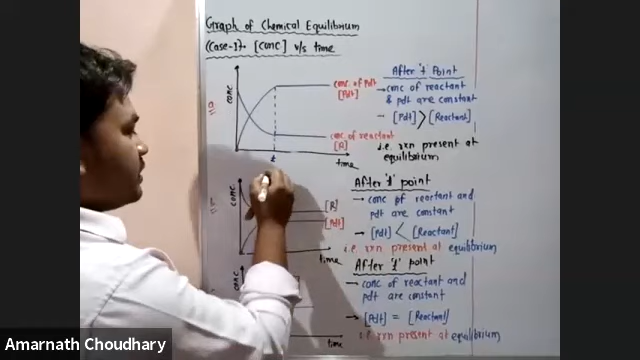 Graph of Chemical Equilibrium
(Case-I)→ [conc] v/s time
conc
conc of Pdt
[Pdt]
conc of reactant
[R]
t
time
After 't' Point
→ conc of reactant
& pdt are constant
→ [Pdt] > [Reactant]
i.e. rxn present at
equilibrium
conc
[R]
[Pdt]
time
After 't' point
→ conc of reactant and
pdt are constant
→ [Pdt] < [Reactant]
i.e rxn present at equilibrium
conc
time
After 't' point
→ conc of reactant and
pdt are constant
→ [Pdt] = [Reactant]
i.e rxn present at equilibrium
Amarnath Choudhary